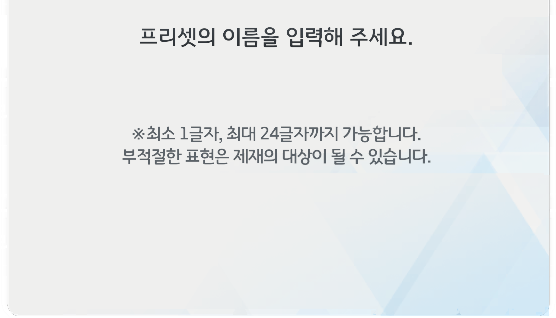 프리셋의 이름을 입력해 주세요.
※최소 1글자, 최대 24글자까지 가능합니다.
부적절한 표현은 제재의 대상이 될 수 있습니다.